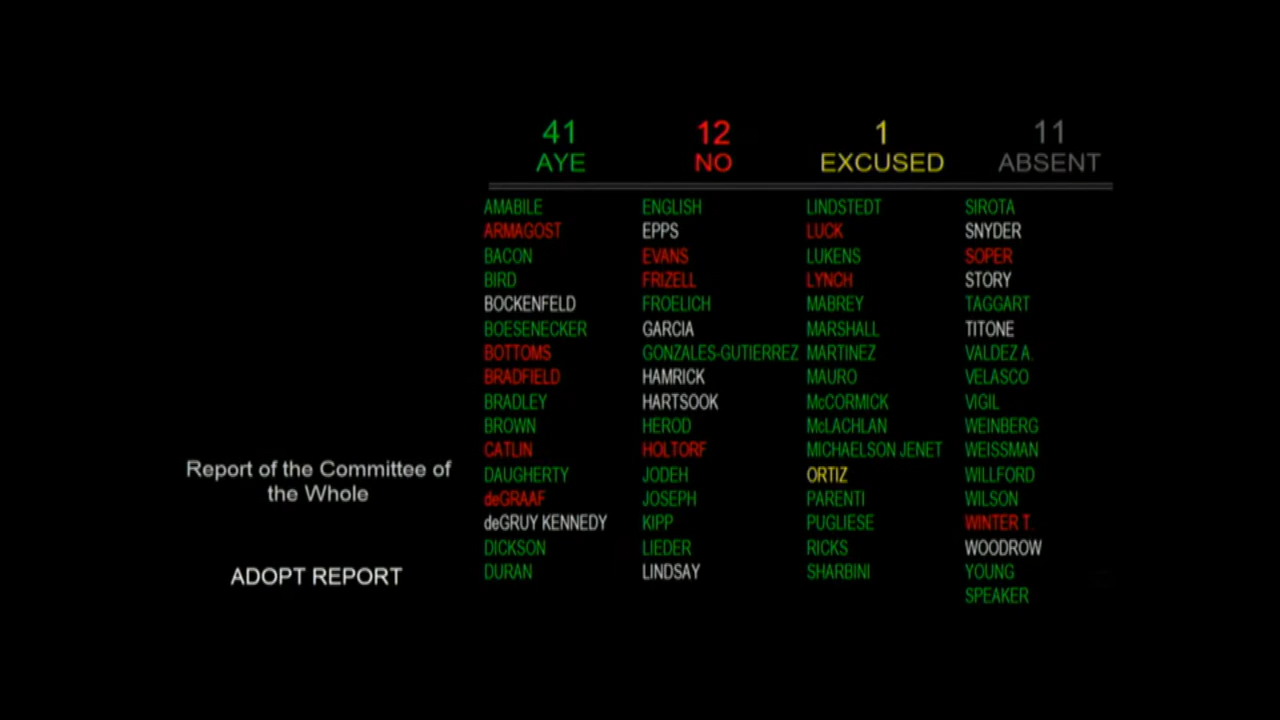 41 12 1 11
AYE NO EXCUSED ABSENT
AMABILE ENGLISH LINDSTEDT SIROTA
ARMAGOST EPPS LUCK SNYDER
BACON EVANS LUKENS SOPER
BIRD FRIZELL LYNCH STORY
BOCKENFELD FROELICH MABREY TAGGART
BOESENECKER GARCIA MARSHALL TITONE
BOTTOMS GONZALES-GUTIERREZ MARTINEZ VALDEZ A.
BRADFIELD HAMRICK MAURO VELASCO
BRADLEY HARTSOOK McCORMICK VIGIL
BROWN HEROD McLACHLAN WEINBERG
CATLIN HOLTORF MICHAELSON JENET WEISSMAN
DAUGHERTY JODEH ORTIZ WILLFORD
deGRAAF JOSEPH PARENTI WILSON
deGRUY KENNEDY KIPP PUGLIESE WINTER T.
DICKSON LIEDER RICKS WOODROW
DURAN LINDSAY SHARBINI YOUNG
SPEAKER
Report of the Committee of
the Whole
ADOPT REPORT